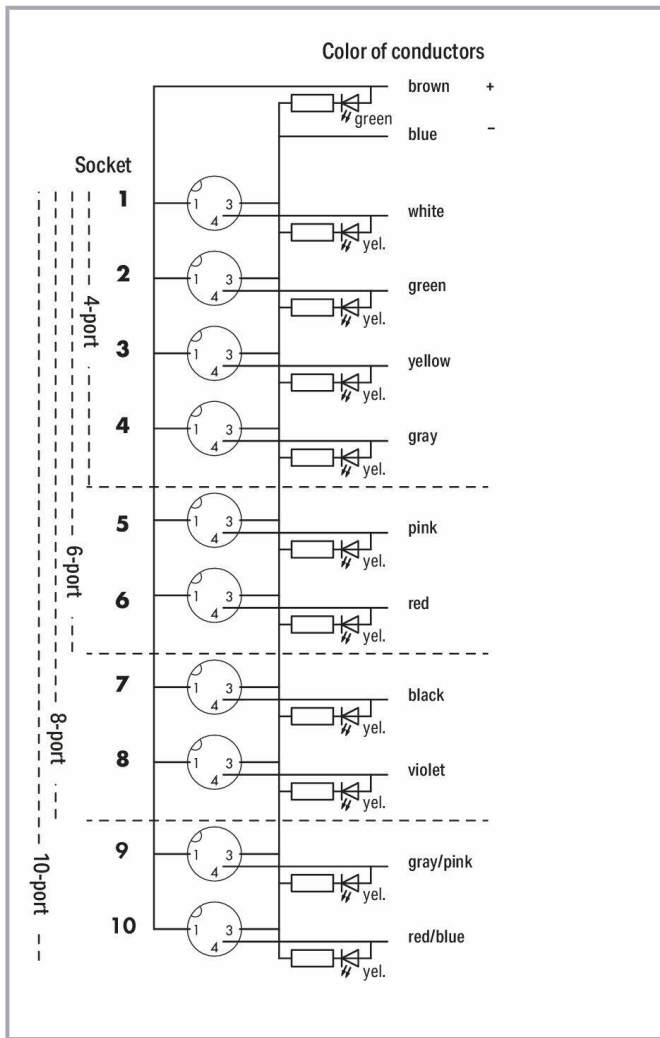 Color of conductors
brown +
green
blue –
Socket
1 1 3 4 white
yel.
2 1 3 4 green
yel.
4-port
3 1 3 4 yellow
yel.
4 1 3 4 gray
yel.
5 1 3 4 pink
yel.
6-port
6 1 3 4 red
yel.
7 1 3 4 black
yel.
8-port
8 1 3 4 violet
yel.
9 1 3 4 gray/pink
yel.
10-port
10 1 3 4 red/blue
yel.